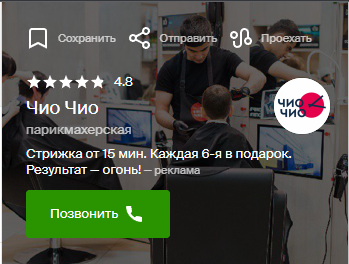 Сохранить Отправить Проехать
4.8
Чио Чио
парикмахерская
ЧИО
ЧИО
Стрижка от 15 мин. Каждая 6-я в подарок.
Результат — огонь! — реклама
Позвонить